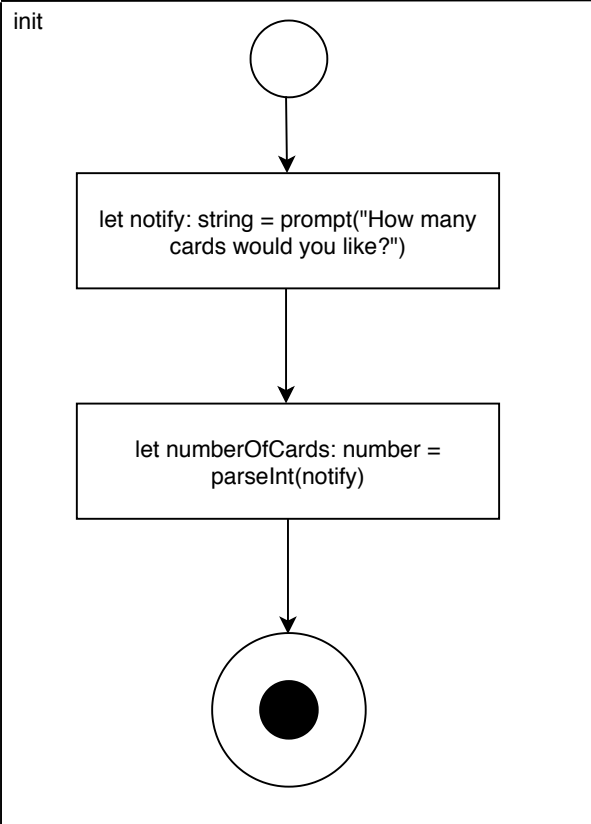 init
let notify: string = prompt("How many
cards would you like?")
let numberOfCards: number =
parseInt(notify)